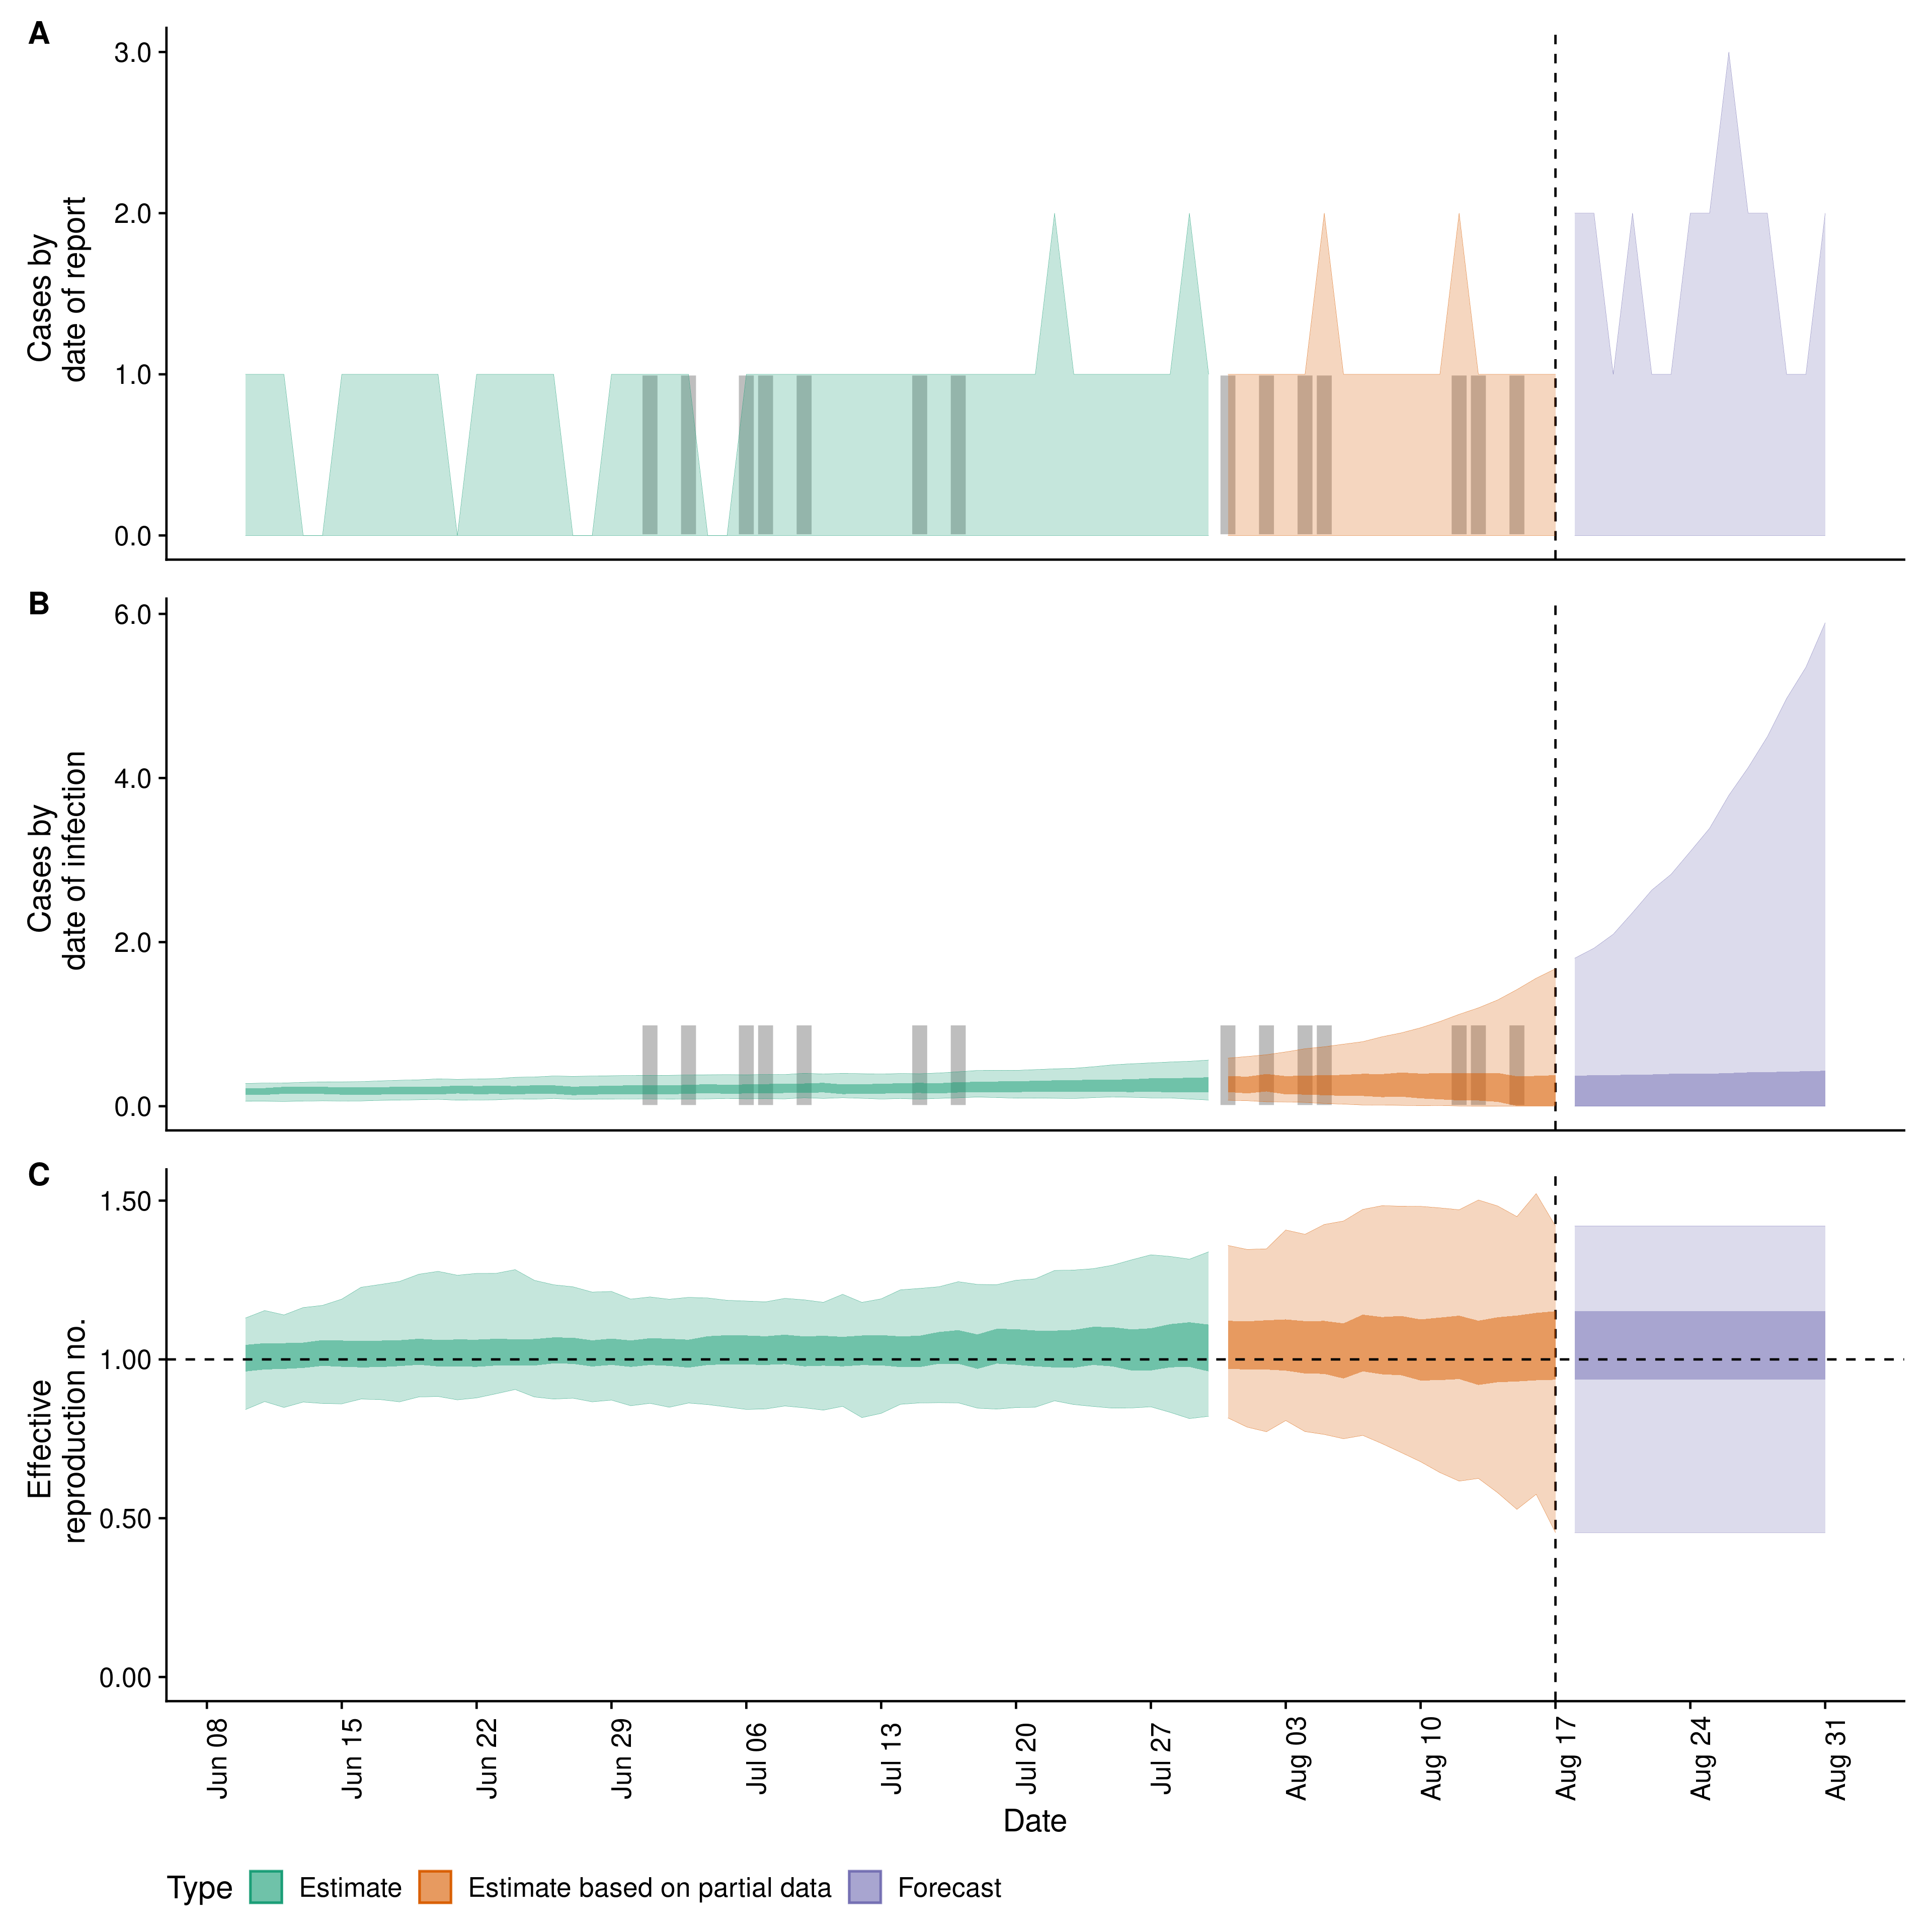 A
3.0
2.0
1.0
0.0
Cases by
date of report
B
6.0
4.0
2.0
0.0
Cases by
date of infection
C
1.50
1.00
0.50
0.00
Effective
reproduction no.
Jun 08
Jun 15
Jun 22
Jun 29
Jul 06
Jul 13
Jul 20
Jul 27
Aug 03
Aug 10
Aug 17
Aug 24
Aug 31
Date
Type Estimate Estimate based on partial data Forecast